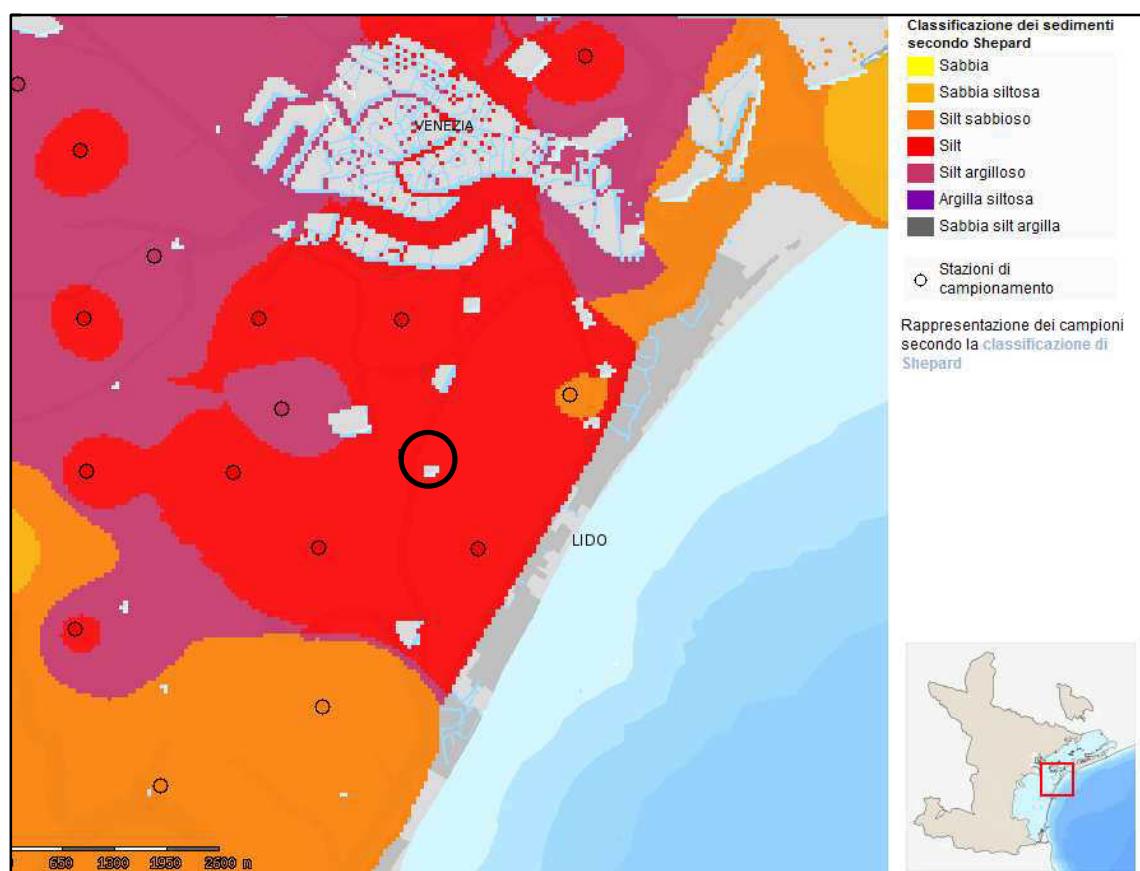 VENEZIA
LIDO
650 1300 1950 2600 m
Classificazione dei sedimenti
secondo Shepard
Sabbia
Sabbia siltosa
Silt sabbioso
Silt
Silt argilloso
Argilla siltosa
Sabbia silt argilla
Stazioni di
campionamento
Rappresentazione dei campioni
secondo la classificazione di
Shepard